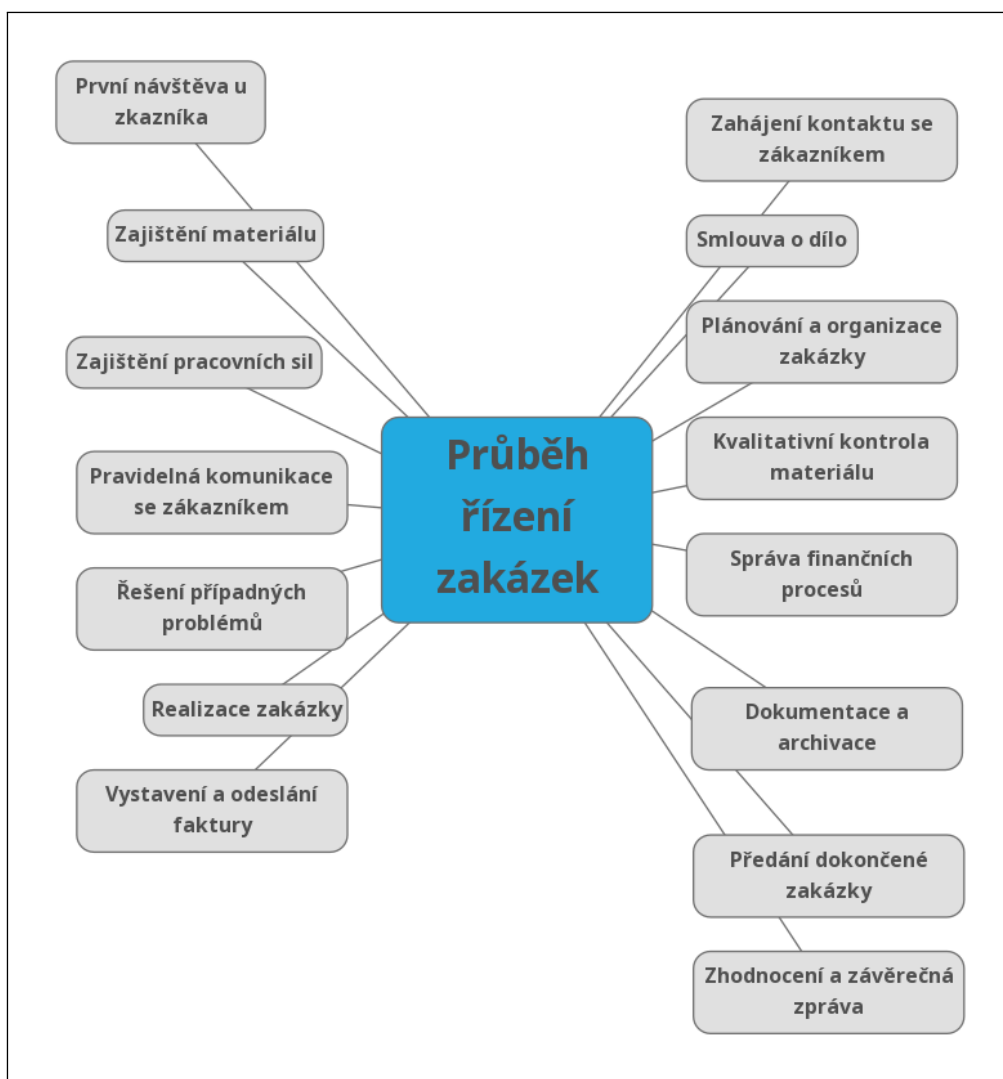 První návštěva u
zkazníka
Zajištění materiálu
Zajištění pracovních sil
Pravidelná komunikace
se zákazníkem
Řešení případných
problémů
Realizace zakázky
Vystavení a odeslání
faktury
Průběh
řízení
zakázek
Zahájení kontaktu se
zákazníkem
Smlouva o dílo
Plánování a organizace
zakázky
Kvalitativní kontrola
materiálu
Správa finančních
procesů
Dokumentace a
archivace
Předání dokončené
zakázky
Zhodnocení a závěrečná
zpráva